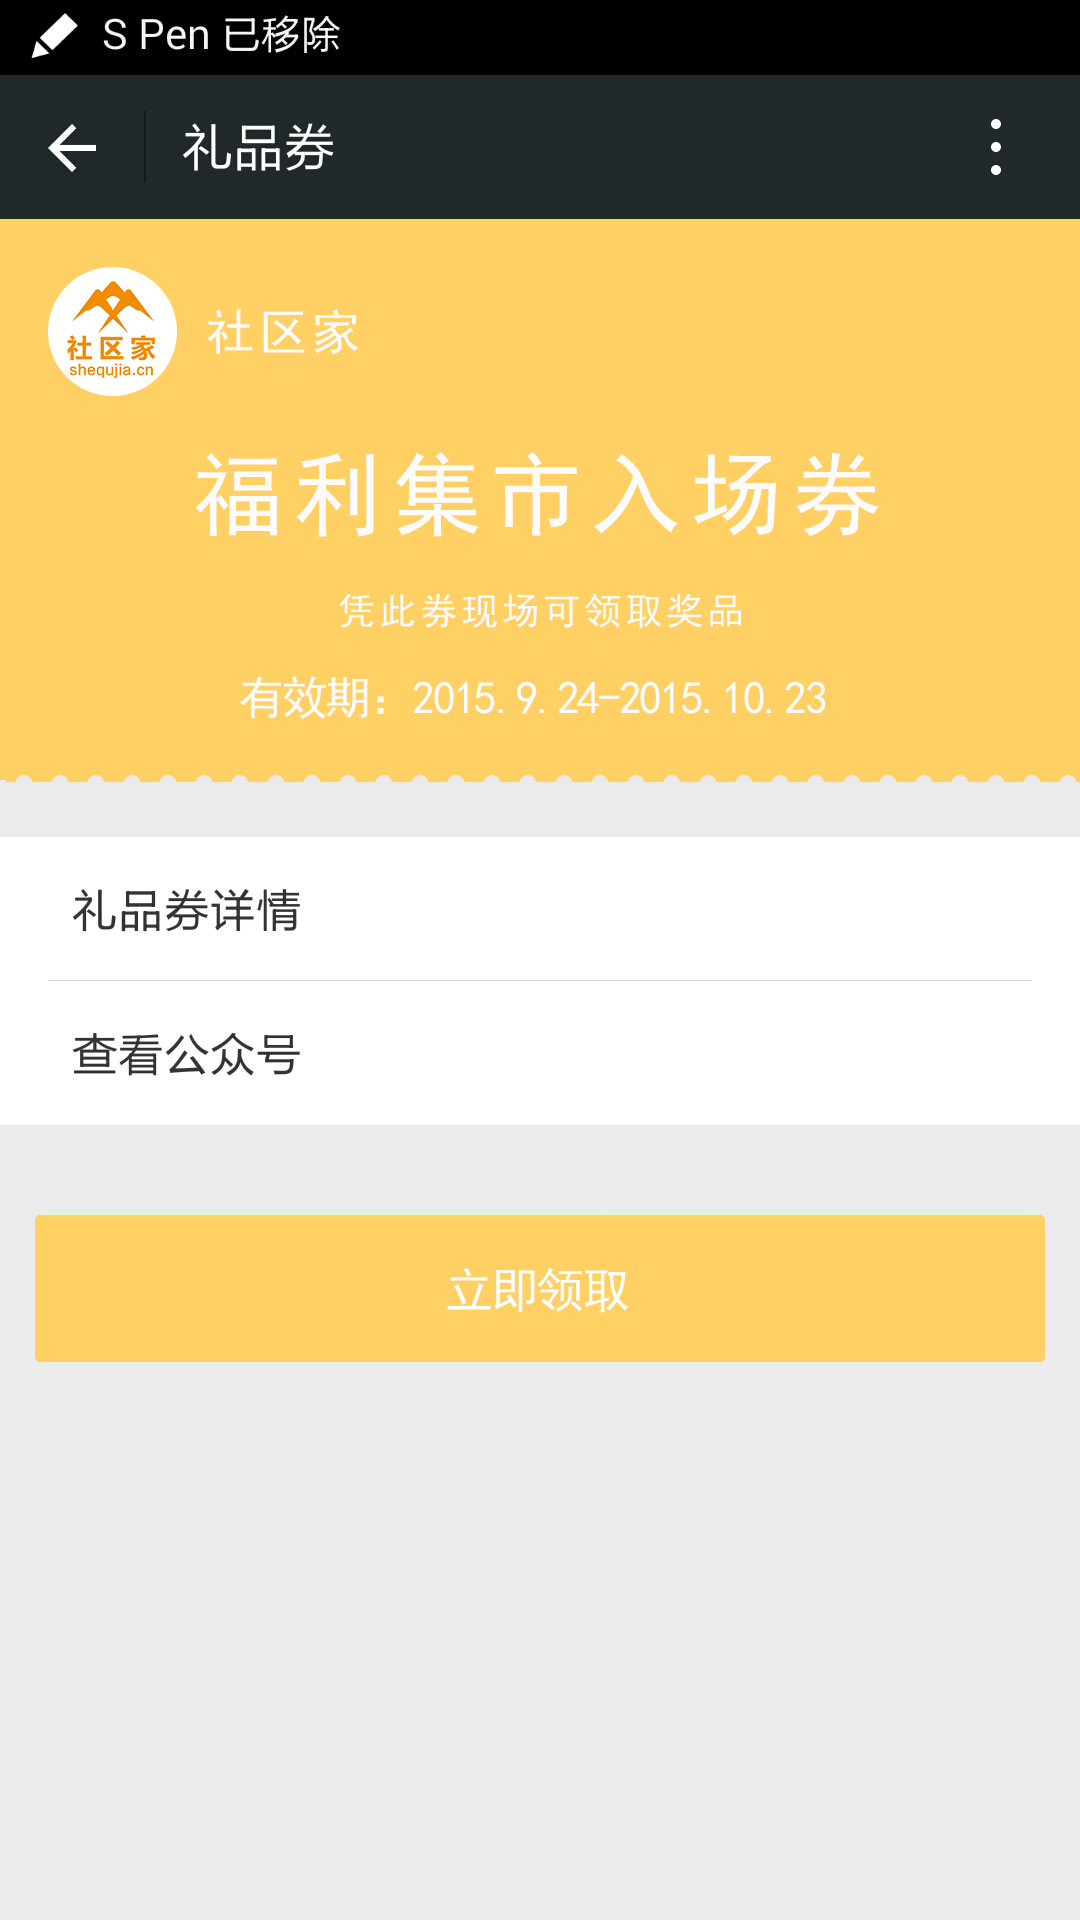 S Pen 已移除
礼品券
社区家
shequjia.cn
社区家
福利集市入场券
凭此券现场可领取奖品
有效期：2015.9.24-2015.10.23
礼品券详情
查看公众号
立即领取